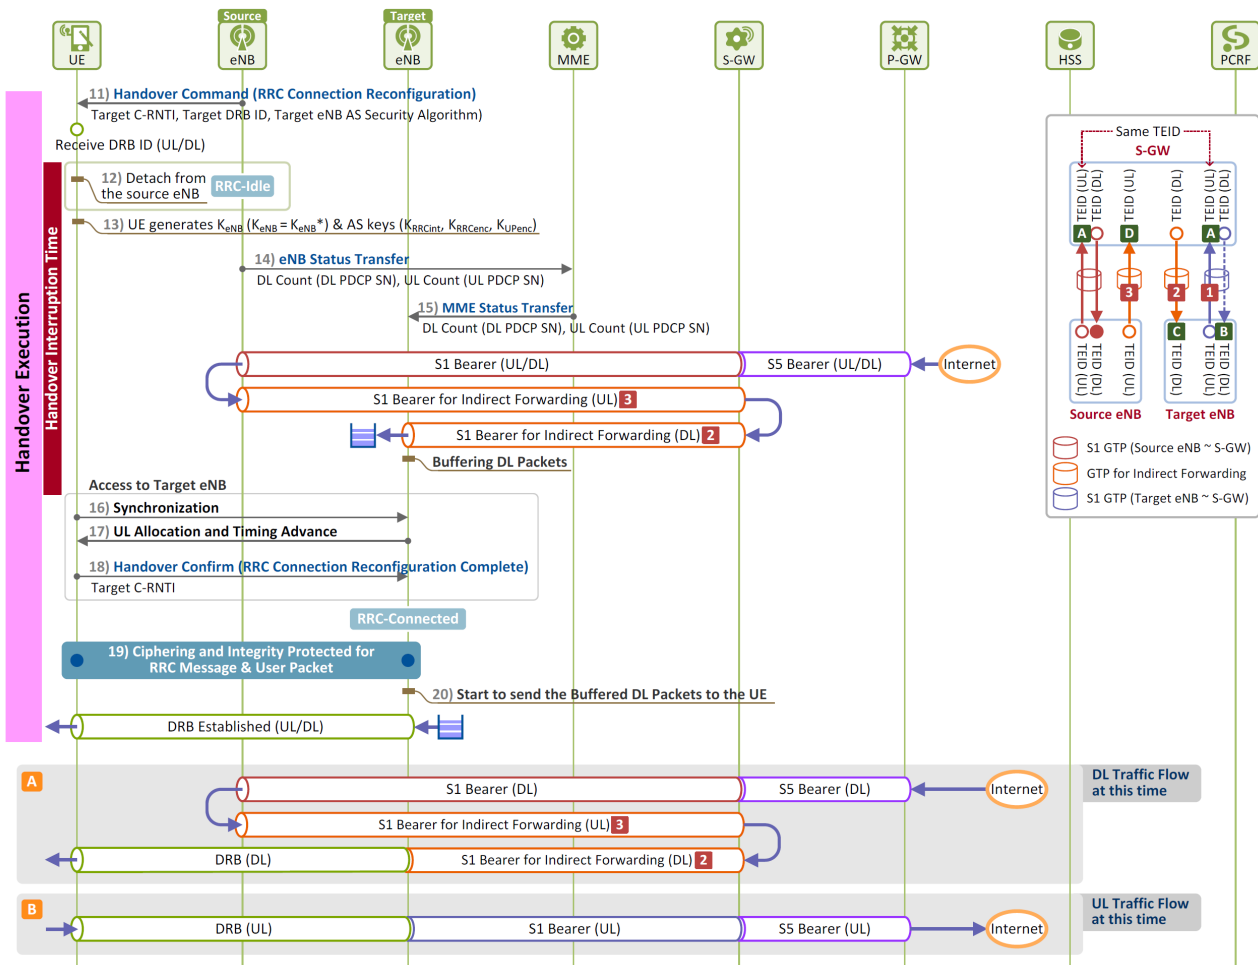 Source
Target
UE
eNB
eNB
MME
S-GW
P-GW
HSS
PCRF
Handover Execution
Handover Interruption Time
11) Handover Command (RRC Connection Reconfiguration)
Target C-RNTI, Target DRB ID, Target eNB AS Security Algorithm)
Receive DRB ID (UL/DL)
12) Detach from
the source eNB
RRC-Idle
13) UE generates KeNB (KeNB = KeNB*) & AS keys (KRRCint, KRRCenc, KUPenc)
14) eNB Status Transfer
DL Count (DL PDCP SN), UL Count (UL PDCP SN)
15) MME Status Transfer
DL Count (DL PDCP SN), UL Count (UL PDCP SN)
S1 Bearer (UL/DL)
S5 Bearer (UL/DL)
Internet
S1 Bearer for Indirect Forwarding (UL) 3
S1 Bearer for Indirect Forwarding (DL) 2
Buffering DL Packets
Access to Target eNB
16) Synchronization
17) UL Allocation and Timing Advance
18) Handover Confirm (RRC Connection Reconfiguration Complete)
Target C-RNTI
RRC-Connected
19) Ciphering and Integrity Protected for
RRC Message & User Packet
20) Start to send the Buffered DL Packets to the UE
DRB Established (UL/DL)
Same TEID
S-GW
TEID (UL)
TEID (DL)
TEID (UL)
TEID (DL)
TEID (UL)
TEID (DL)
A
D
A
3
2
1
C
B
TEID (UL)
TEID (DL)
TEID (UL)
TEID (DL)
TEID (UL)
TEID (DL)
Source eNB
Target eNB
S1 GTP (Source eNB ~ S-GW)
GTP for Indirect Forwarding
S1 GTP (Target eNB ~ S-GW)
A
S1 Bearer (DL)
S5 Bearer (DL)
Internet
DL Traffic Flow
at this time
S1 Bearer for Indirect Forwarding (UL) 3
DRB (DL)
S1 Bearer for Indirect Forwarding (DL) 2
B
DRB (UL)
S1 Bearer (UL)
S5 Bearer (UL)
Internet
UL Traffic Flow
at this time